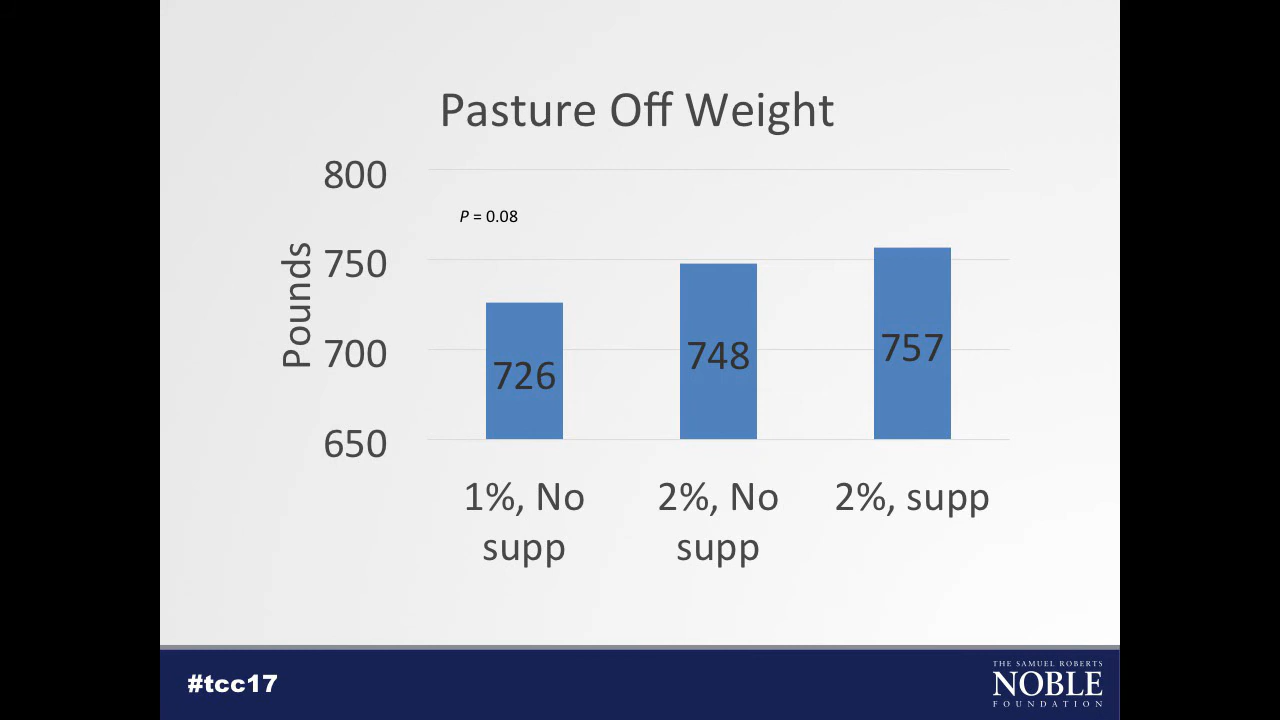 Pasture Off Weight
800
P = 0.08
750
700
650
Pounds
726
748
757
1%, No
supp
2%, No
supp
2%, supp
#tcc17
THE SAMUEL ROBERTS
NOBLE
FOUNDATION